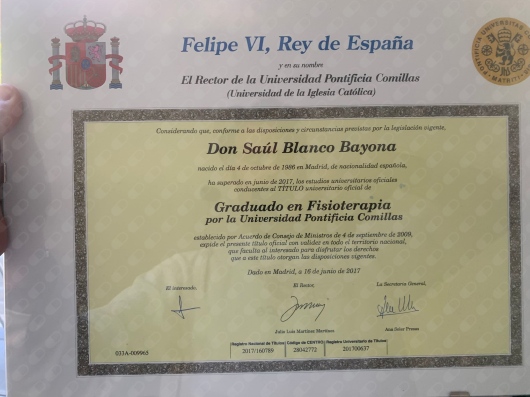 Felipe VI, Rey de España
y en su nombre
El Rector de la Universidad Pontificia Comillas
(Universidad de la Iglesia Católica)
Considerando que, conforme a las disposiciones y circunstancias previstas por la legislación vigente,
Don Saúl Blanco Bayona
nacido el día 4 de octubre de 1986 en Madrid, de nacionalidad española,
ha superado en junio de 2017, los estudios universitarios oficiales
conducentes al TÍTULO universitario oficial de
Graduado en Fisioterapia
por la Universidad Pontificia Comillas
establecido por Acuerdo de Consejo de Ministros de 4 de septiembre de 2009,
expide el presente título oficial con validez en todo el territorio nacional,
que faculta al interesado para disfrutar los derechos
que a este título otorgan las disposiciones vigentes.
Dado en Madrid, a 16 de junio de 2017
El interesado, El Rector, La Secretaria General,
Julio Luis Martínez Martínez Ana Soler Presas
Registro Nacional de Títulos Código de CENTRO Registro Universitario de Títulos
033A-009965 2017/160789 28042772 201700637